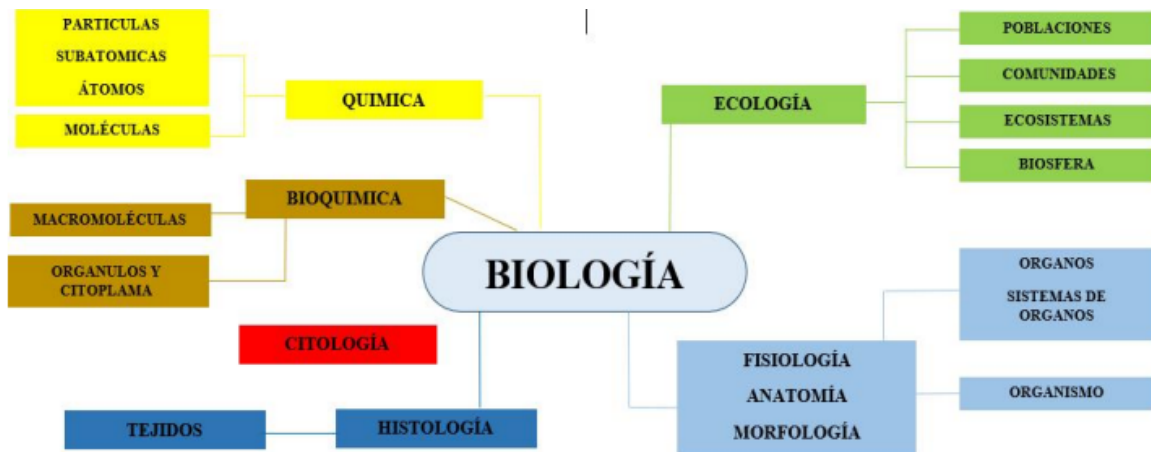 PARTICULAS
SUBATOMICAS
ÁTOMOS
MOLÉCULAS
QUIMICA
BIOQUIMICA
MACROMOLÉCULAS
ORGANULOS Y
CITOPLAMA
CITOLOGÍA
TEJIDOS
HISTOLOGÍA
BIOLOGÍA
ECOLOGÍA
POBLACIONES
COMUNIDADES
ECOSISTEMAS
BIOSFERA
FISIOLOGÍA
ANATOMÍA
MORFOLOGÍA
ORGANOS
SISTEMAS DE
ORGANOS
ORGANISMO